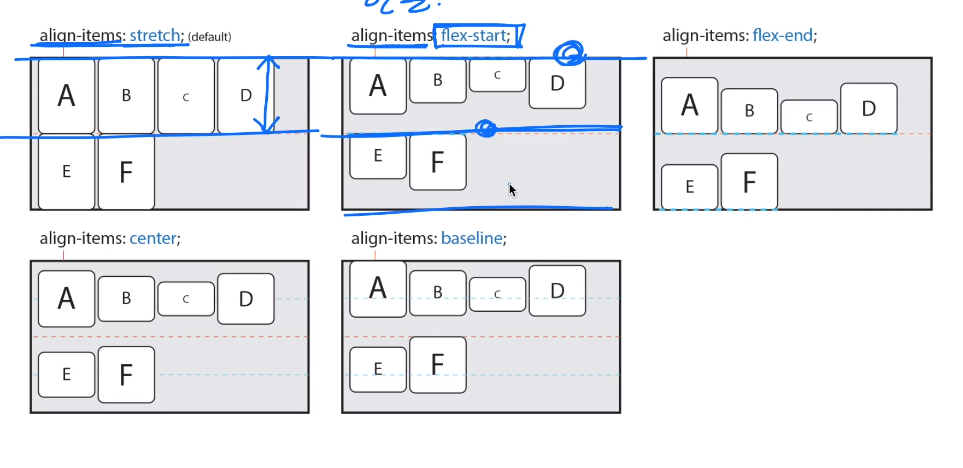 align-items: stretch; (default)
align-items: flex-start;
align-items: flex-end;
A B C D
E F
A B C D
E F
A B C D
E F
align-items: center;
align-items: baseline;
A B C D
E F
A B C D
E F